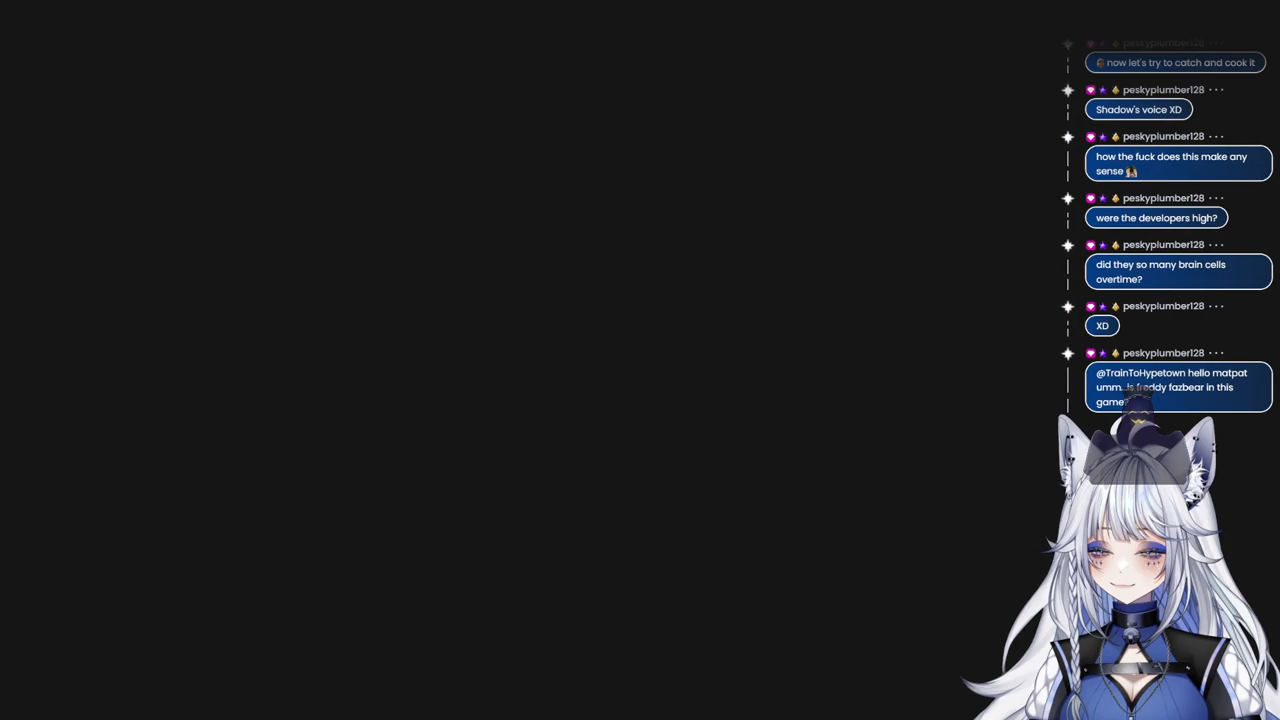 peskyplumber128 ···
now let's try to catch and cook it
peskyplumber128 ···
Shadow's voice XD
peskyplumber128 ···
how the fuck does this make any
sense
peskyplumber128 ···
were the developers high?
peskyplumber128 ···
did they so many brain cells
overtime?
peskyplumber128 ···
XD
peskyplumber128 ···
@TrainToHypetown hello matpat
umm. is freddy fazbear in this
game?